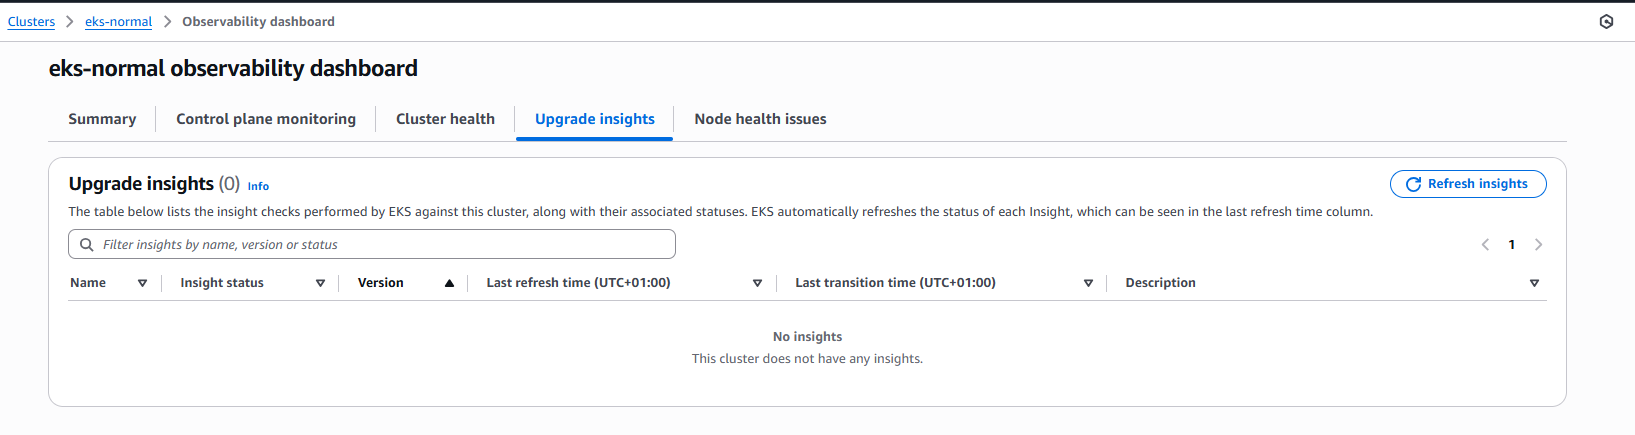 Clusters > eks-normal > Observability dashboard
eks-normal observability dashboard
Summary Control plane monitoring Cluster health Upgrade insights Node health issues
Upgrade insights (0) Info Refresh insights
The table below lists the insight checks performed by EKS against this cluster, along with their associated statuses. EKS automatically refreshes the status of each Insight, which can be seen in the last refresh time column.
Filter insights by name, version or status 1
Name Insight status Version Last refresh time (UTC+01:00) Last transition time (UTC+01:00) Description
No insights
This cluster does not have any insights.